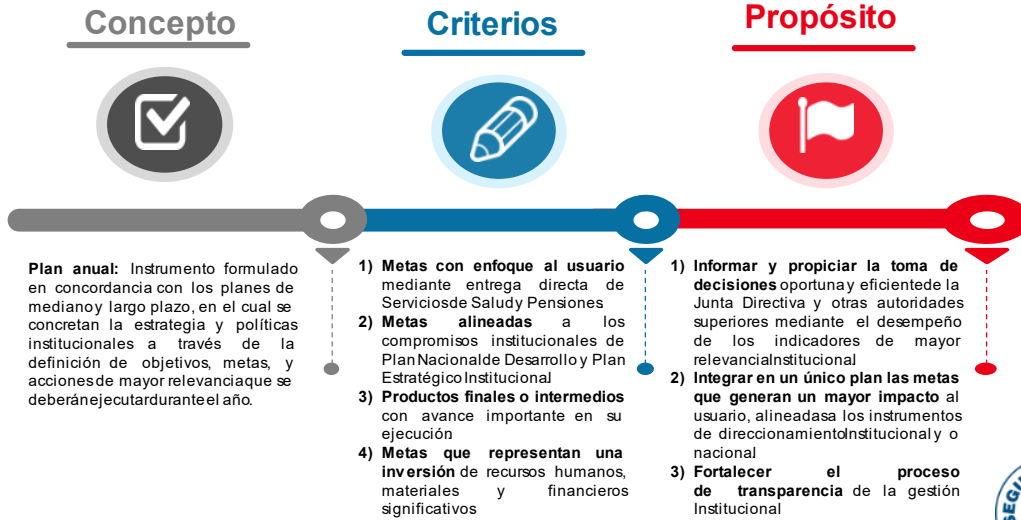 Concepto
Plan anual: Instrumento formulado
en concordancia con los planes de
medianoy largo plazo, en el cual se
concretan la estrategia y políticas
institucionales a través de la
definición de objetivos, metas, y
accionesde mayor relevanciaque se
deberánejecutarduranteel año.
Criterios
1) Metas con enfoque al usuario
mediante entrega directa de
Serviciosde Salud y Pensiones
2) Metas alineadas a los
compromisos institucionales de
Plan Nacionalde Desarrollo y Plan
Estratégico Institucional
3) Productos finales o intermedios
con avance importante en su
ejecución
4) Metas que representan una
inversión de recursos humanos,
materiales y financieros
significativos
Propósito
1) Informar y propiciar la toma de
decisiones oportuna y eficientede la
Junta Directiva y otras autoridades
superiores mediante el desempeño
de los indicadores de mayor
relevanciaInstitucional
2) Integrar en un único plan las metas
que generan un mayor impacto al
usuario, alineadasa los instrumentos
de direccionamientoInstitucional y o
nacional
3) Fortalecer el proceso
de transparencia de la gestión
Institucional